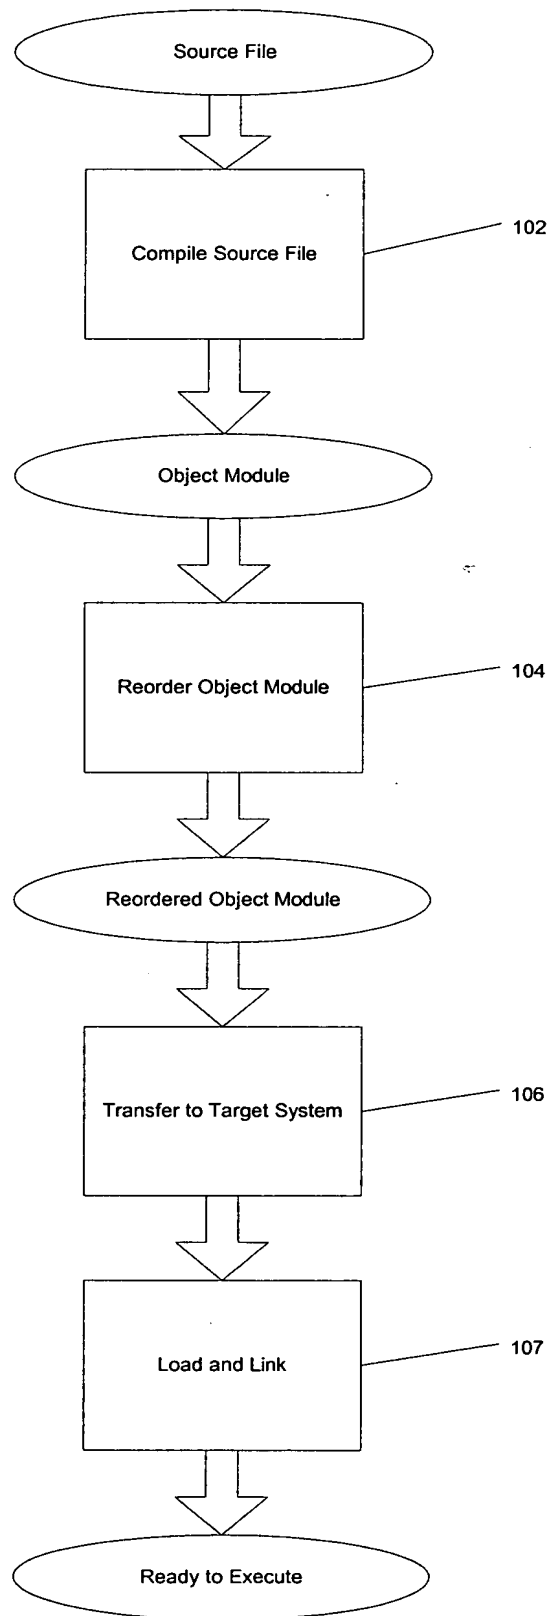 Source File
Compile Source File
102
Object Module
Reorder Object Module
104
Reordered Object Module
Transfer to Target System
106
Load and Link
107
Ready to Execute